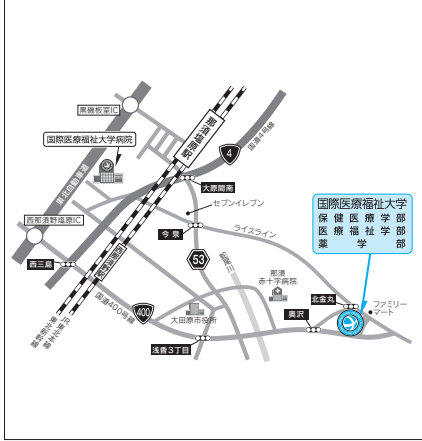 黒磯板室IC
国際医療福祉大学病院
那須塩原駅
国道4号線
4
東北自動車道
大原間南
セブンイレブン
国際医療福祉大学
保健医療学部
医療福祉学部
薬学部
西那須野塩原IC
今泉
ライスライン
西三島
西那須野駅
53
蛇尾川
那須
赤十字病院
北金丸
ファミリー
マート
国道400号線
400
大田原市役所
奥沢
浅香3丁目
JR東北本線
東北新幹線